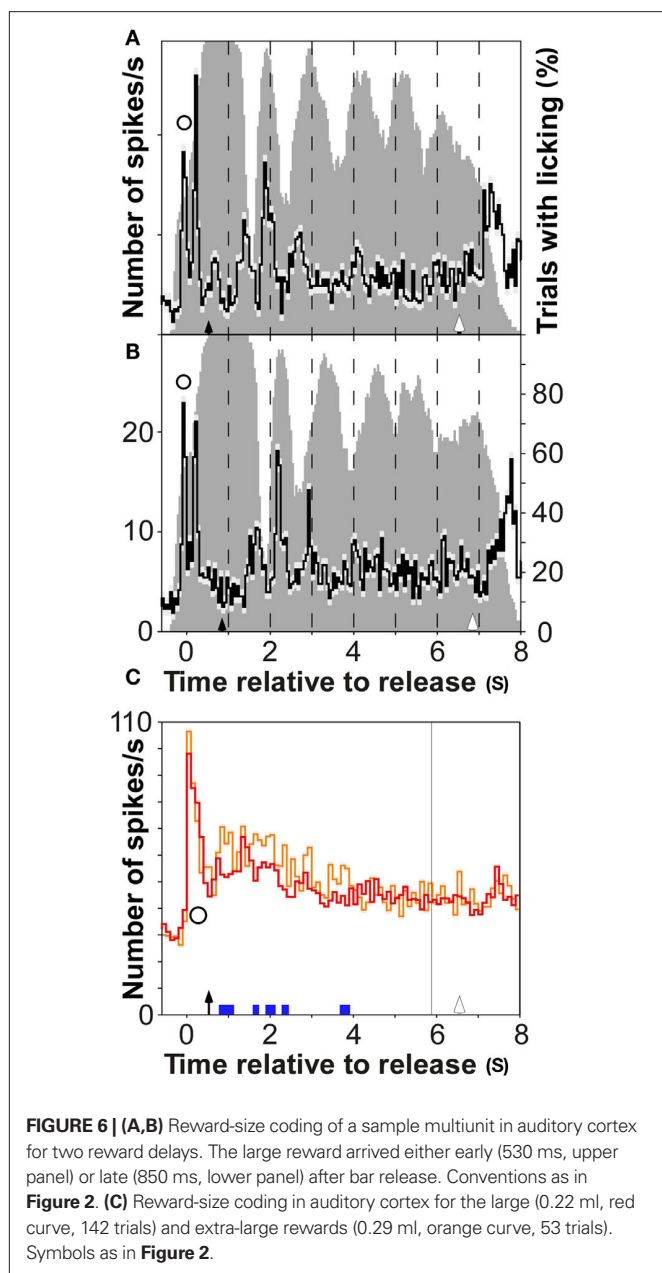 A
Number of spikes/s
Trials with licking (%)
B
20
10
0
80
60
40
20
0
0 2 4 6 8
Time relative to release (S)
C
110
Number of spikes/s
0
0 2 4 6 8
Time relative to release (S)
FIGURE 6 | (A,B) Reward-size coding of a sample multiunit in auditory cortex
for two reward delays. The large reward arrived either early (530 ms, upper
panel) or late (850 ms, lower panel) after bar release. Conventions as in
Figure 2. (C) Reward-size coding in auditory cortex for the large (0.22 ml, red
curve, 142 trials) and extra-large rewards (0.29 ml, orange curve, 53 trials).
Symbols as in Figure 2.